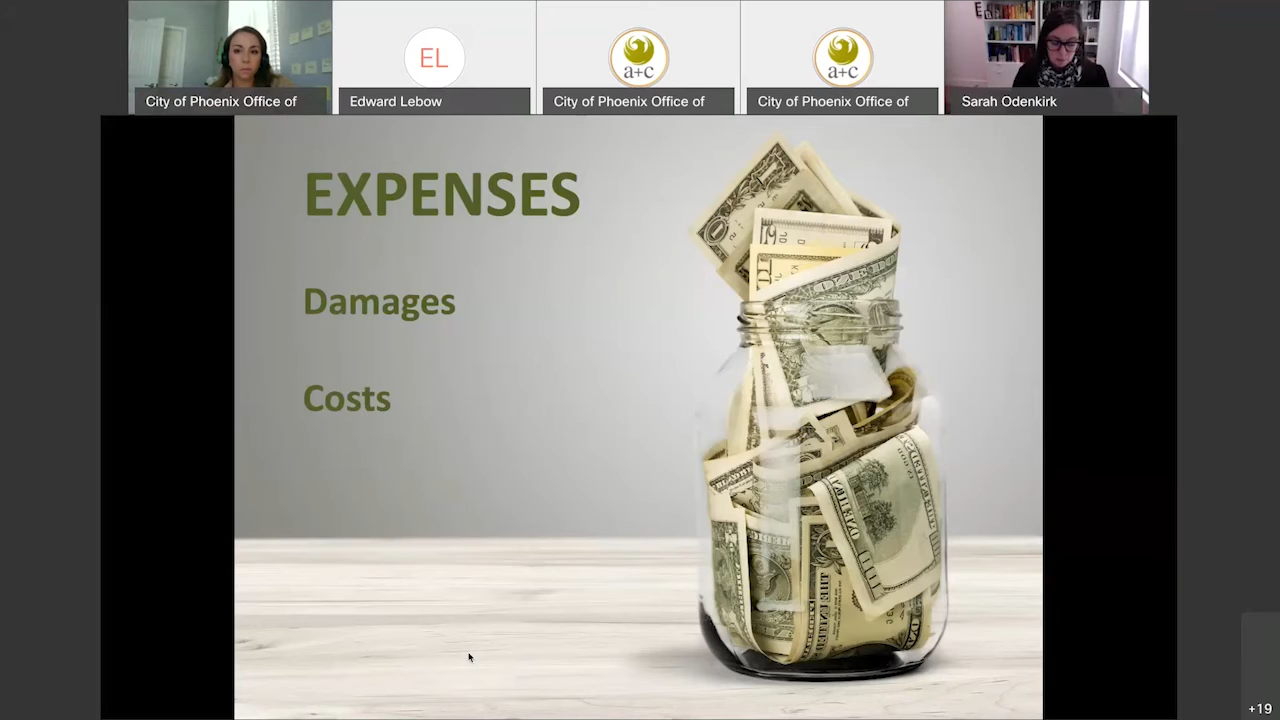 EL
a+c
a+c
City of Phoenix Office of
Edward Lebow
City of Phoenix Office of
City of Phoenix Office of
Sarah Odenkirk
EXPENSES
Damages
Costs
+19